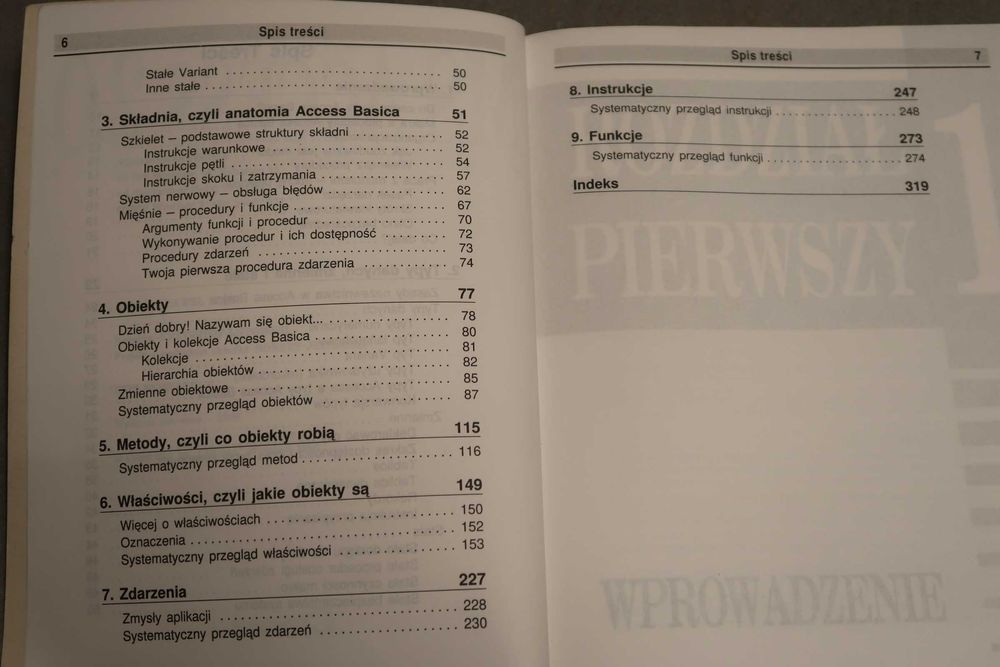 6 Spis treści
Stałe Variant 50
Inne stałe 50
3. Składnia, czyli anatomia Access Basica 51
Szkielet – podstawowe struktury składni 52
Instrukcje warunkowe 52
Instrukcje pętli 54
Instrukcje skoku i zatrzymania 57
System nerwowy – obsługa błędów 62
Mięśnie – procedury i funkcje 67
Argumenty funkcji i procedur 70
Wykonywanie procedur i ich dostępność 72
Procedury zdarzeń 73
Twoja pierwsza procedura zdarzenia 74
4. Obiekty 77
Dzień dobry! Nazywam się obiekt... 78
Obiekty i kolekcje Access Basica 80
Kolekcje 81
Hierarchia obiektów 82
Zmienne obiektowe 85
Systematyczny przegląd obiektów 87
5. Metody, czyli co obiekty robią 115
Systematyczny przegląd metod 116
6. Właściwości, czyli jakie obiekty są 149
Więcej o właściwościach 150
Oznaczenia 152
Systematyczny przegląd właściwości 153
7. Zdarzenia 227
Zmysły aplikacji 228
Systematyczny przegląd zdarzeń 230
Spis treści 7
8. Instrukcje 247
Systematyczny przegląd instrukcji 248
9. Funkcje 273
Systematyczny przegląd funkcji 274
Indeks 319
ROZDZIAŁ 1
PIERWSZY
WPROWADZENIE